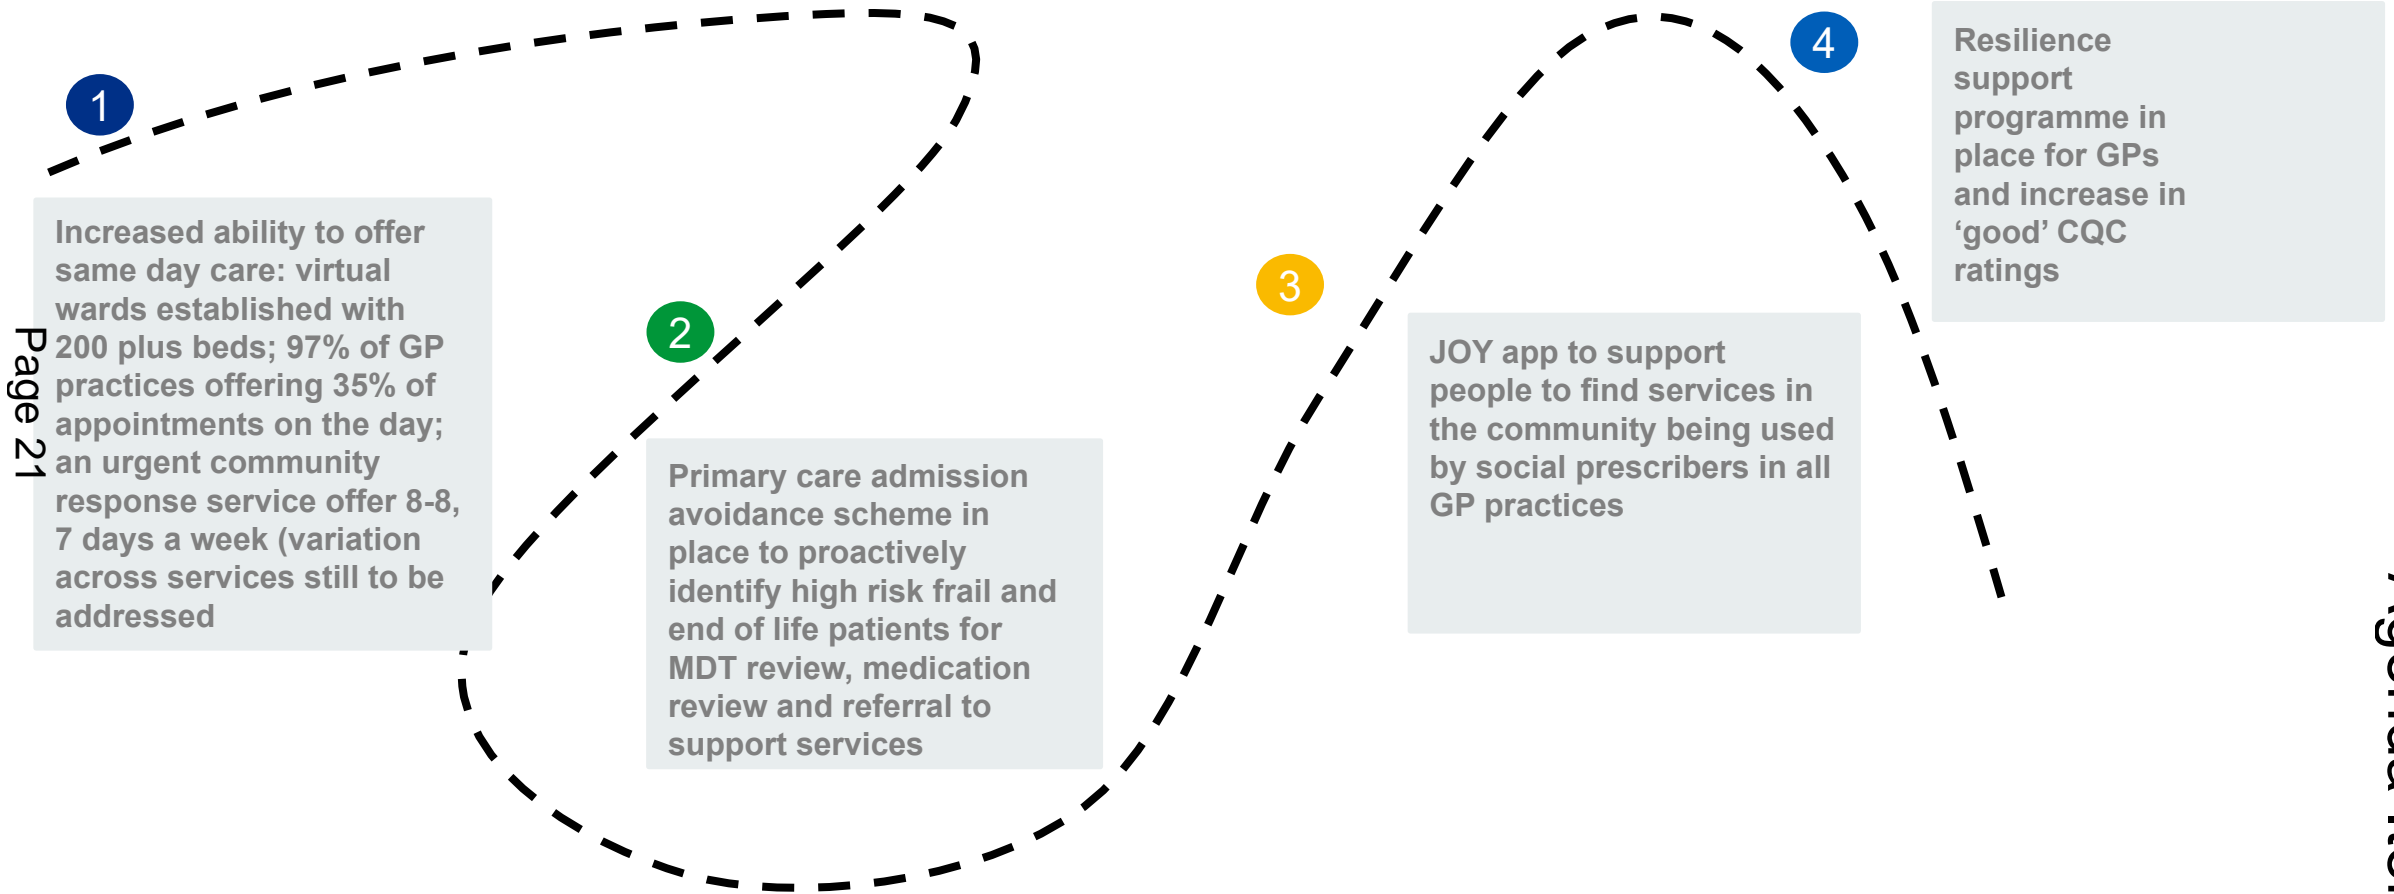 1
Increased ability to offer
same day care: virtual
wards established with
200 plus beds; 97% of GP
practices offering 35% of
appointments on the day;
an urgent community
response service offer 8-8,
7 days a week (variation
across services still to be
addressed
2
Primary care admission
avoidance scheme in
place to proactively
identify high risk frail and
end of life patients for
MDT review, medication
review and referral to
support services
3
JOY app to support
people to find services in
the community being used
by social prescribers in all
GP practices
4
Resilience
support
programme in
place for GPs
and increase in
‘good’ CQC
ratings
Page 21